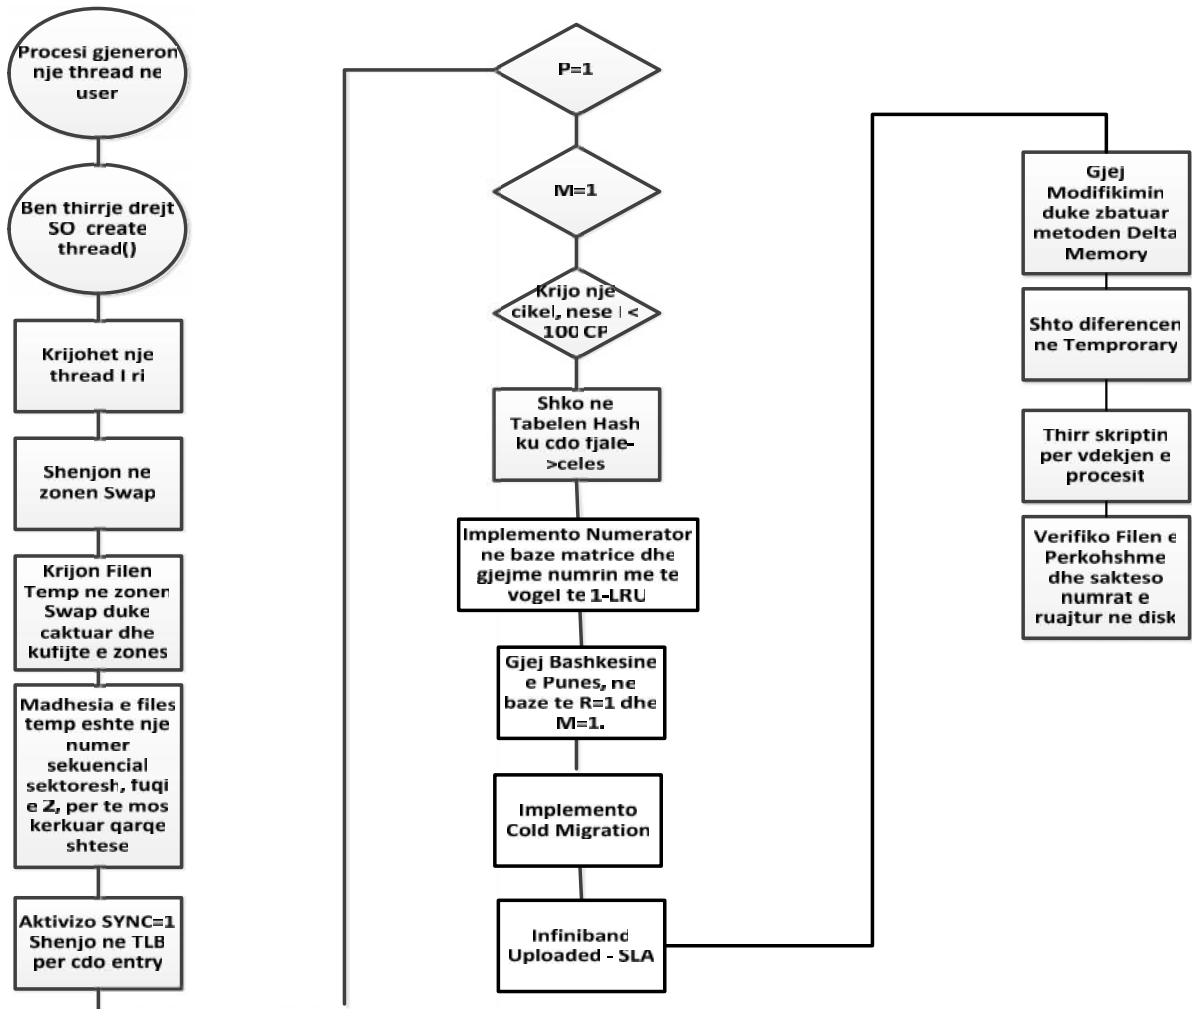 Procesi gjeneron
nje thread ne
user
Ben thirrje drejt
SO create
thread()
Krijohet nje
thread I ri
Shenjon ne
zonen Swap
Krijon Filen
Temp ne zonen
Swap duke
caktuar dhe
kufijte e zones
Madhesia e files
temp eshte nje
numer
sekuencial
sektoresh, fuqi
e 2, per te mos
kerkuar qarqe
shtese
Aktivizo SYNC=1
Shenjo ne TLB
per cdo entry
P=1
M=1
Krijo nje
cikel, nese I <
100 CP
Shko ne
Tabelen Hash
ku cdo fjale-
>celes
Implemento Numerator
ne baze matrice dhe
gjejme numrin me te
vogel te 1-LRU
Gjej Bashkesine
e Punes, ne
baze te R=1 dhe
M=1.
Implemento
Cold Migration
Infiniband
Uploaded - SLA
Gjej
Modifikimin
duke zbatuar
metoden Delta
Memory
Shto diferencen
ne Temprorary
Thirr skriptin
per vdekjen e
procesit
Verifiko Filen e
Perkohshme
dhe sakteso
numrat e
ruajtur ne disk